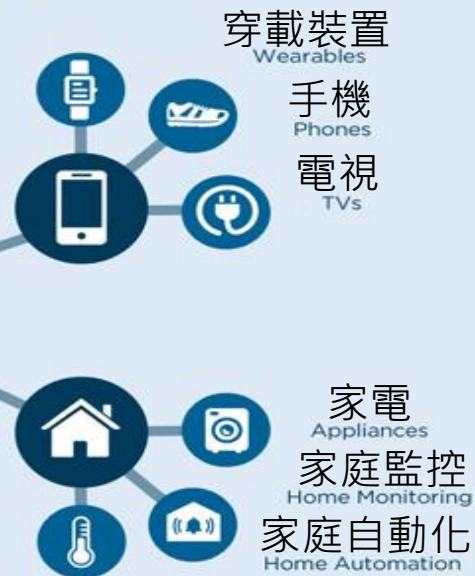 穿載裝置
Wearables
手機
Phones
電視
TVs
家電
Appliances
家庭監控
Home Monitoring
家庭自動化
Home Automation